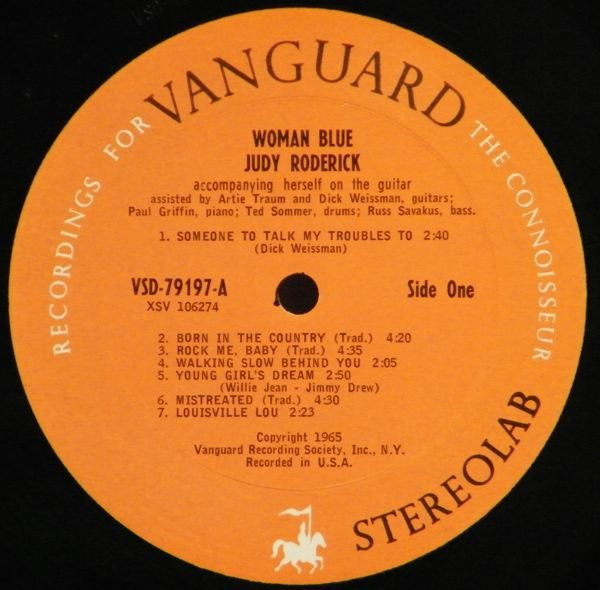 RECORDINGS FOR VANGUARD THE CONNOISSEUR
WOMAN BLUE
JUDY RODERICK
accompanying herself on the guitar
assisted by Artie Traum and Dick Weissman, guitars;
Paul Griffin, piano; Ted Sommer, drums; Russ Savakus, bass.
1. SOMEONE TO TALK MY TROUBLES TO 2:40
(Dick Weissman)
VSD-79197-A Side One
XSV 106274
2. BORN IN THE COUNTRY (Trad.) 4:20
3. ROCK ME, BABY (Trad.) 4:35
4. WALKING SLOW BEHIND YOU 2:05
5. YOUNG GIRL'S DREAM 2:50
(Willie Jean - Jimmy Drew)
6. MISTREATED (Trad.) 4:30
7. LOUISVILLE LOU 2:23
Copyright 1965
Vanguard Recording Society, Inc., N.Y.
Recorded in U.S.A.
STEREOLAB